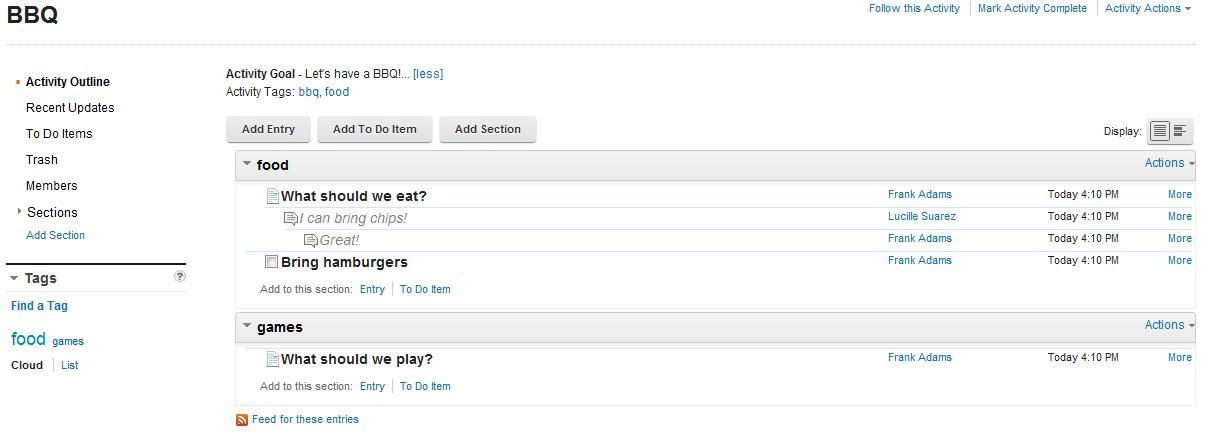 BBQ
Follow this Activity Mark Activity Complete Activity Actions
Activity Outline
Recent Updates
To Do Items
Trash
Members
Sections
Add Section
Tags ?
Find a Tag
food games
Cloud List
Activity Goal - Let's have a BBQ!... [less]
Activity Tags: bbq, food
Add Entry Add To Do Item Add Section
Display:
food Actions
What should we eat? Frank Adams Today 4:10 PM More
I can bring chips! Lucille Suarez Today 4:10 PM More
Great! Frank Adams Today 4:10 PM More
Bring hamburgers Frank Adams Today 4:10 PM More
Add to this section: Entry To Do Item
games Actions
What should we play? Frank Adams Today 4:10 PM More
Add to this section: Entry To Do Item
Feed for these entries